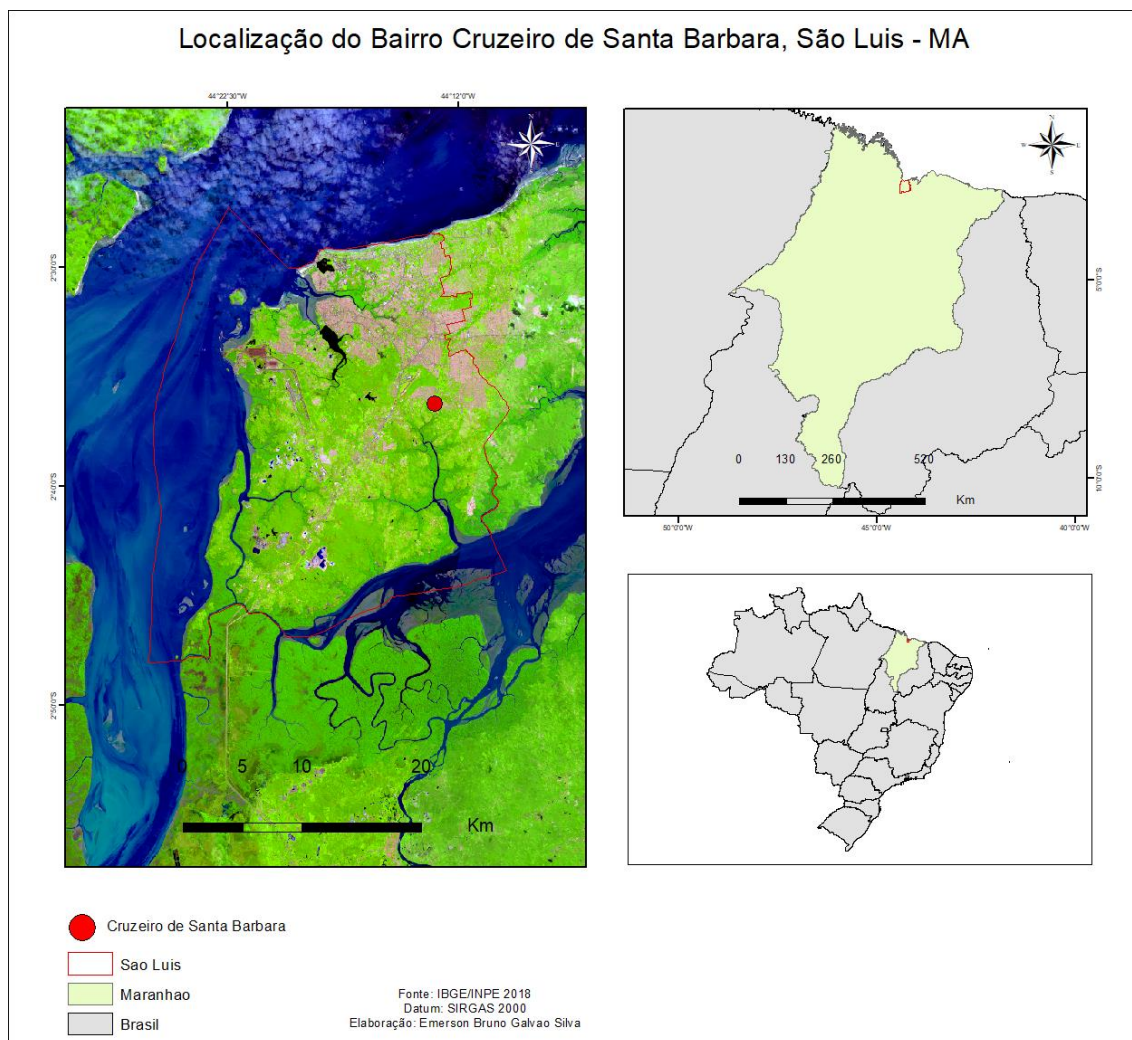 Localização do Bairro Cruzeiro de Santa Barbara, São Luis - MA
44°22'30"W
44°12'0"W
N
E
2°30'0"S
2°40'0"S
2°50'0"S
0 5 10 20
Km
N
W
E
S
5°0'0"S
10°0'0"S
0 130 260 520
Km
50°0'0"W
45°0'0"W
40°0'0"W
Cruzeiro de Santa Barbara
Sao Luis
Maranhao
Brasil
Fonte: IBGE/INPE 2018
Datum: SIRGAS 2000
Elaboração: Emerson Bruno Galvao Silva